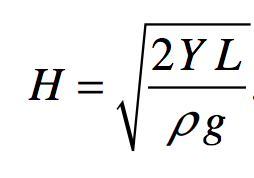 H = √(2YL / ρg).